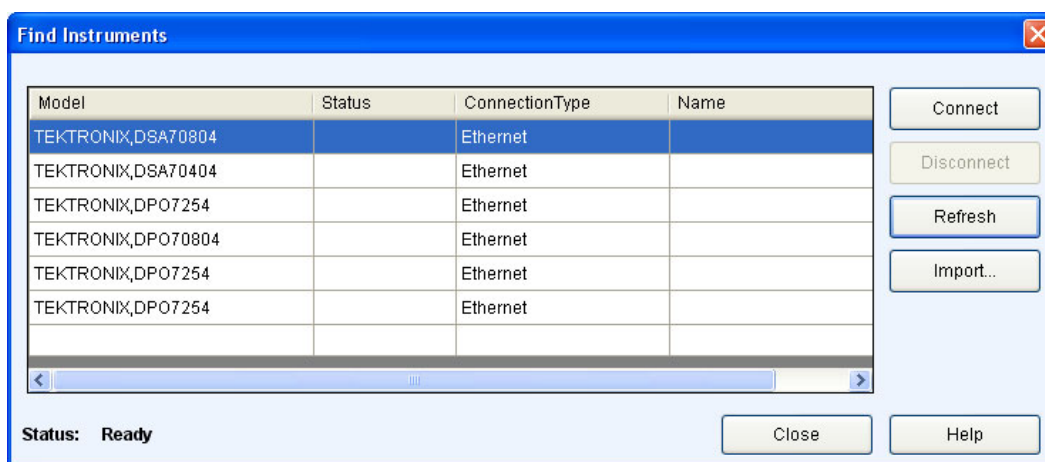 Find Instruments
Model Status ConnectionType Name
TEKTRONIX,DSA70804 Ethernet
TEKTRONIX,DSA70404 Ethernet
TEKTRONIX,DPO7254 Ethernet
TEKTRONIX,DPO70804 Ethernet
TEKTRONIX,DPO7254 Ethernet
TEKTRONIX,DPO7254 Ethernet
Connect
Disconnect
Refresh
Import...
Status: Ready
Close
Help